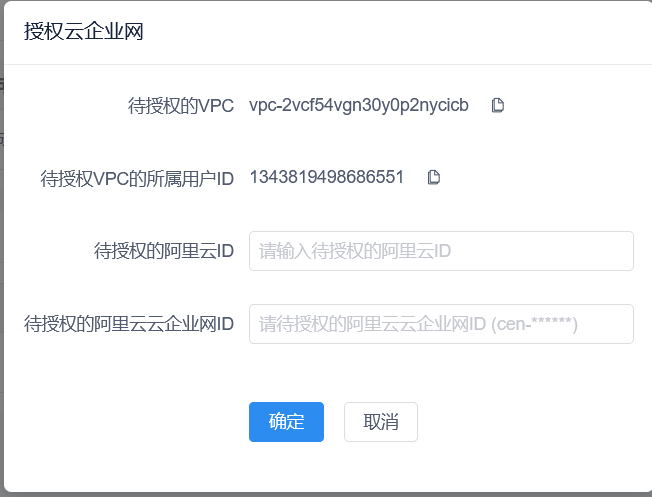 授权云企业网
待授权的VPC vpc-2vcf54vgn30y0p2nycicb
待授权VPC的所属用户ID 1343819498686551
待授权的阿里云ID 请输入待授权的阿里云ID
待授权的阿里云云企业网ID 请待授权的阿里云云企业网ID (cen-******)
确定 取消